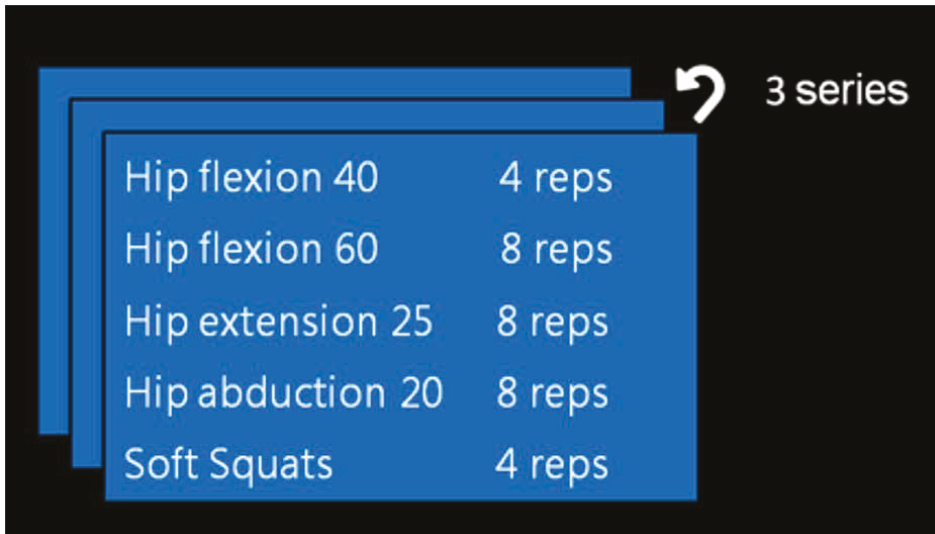 3 series
Hip flexion 40 4 reps
Hip flexion 60 8 reps
Hip extension 25 8 reps
Hip abduction 20 8 reps
Soft Squats 4 reps